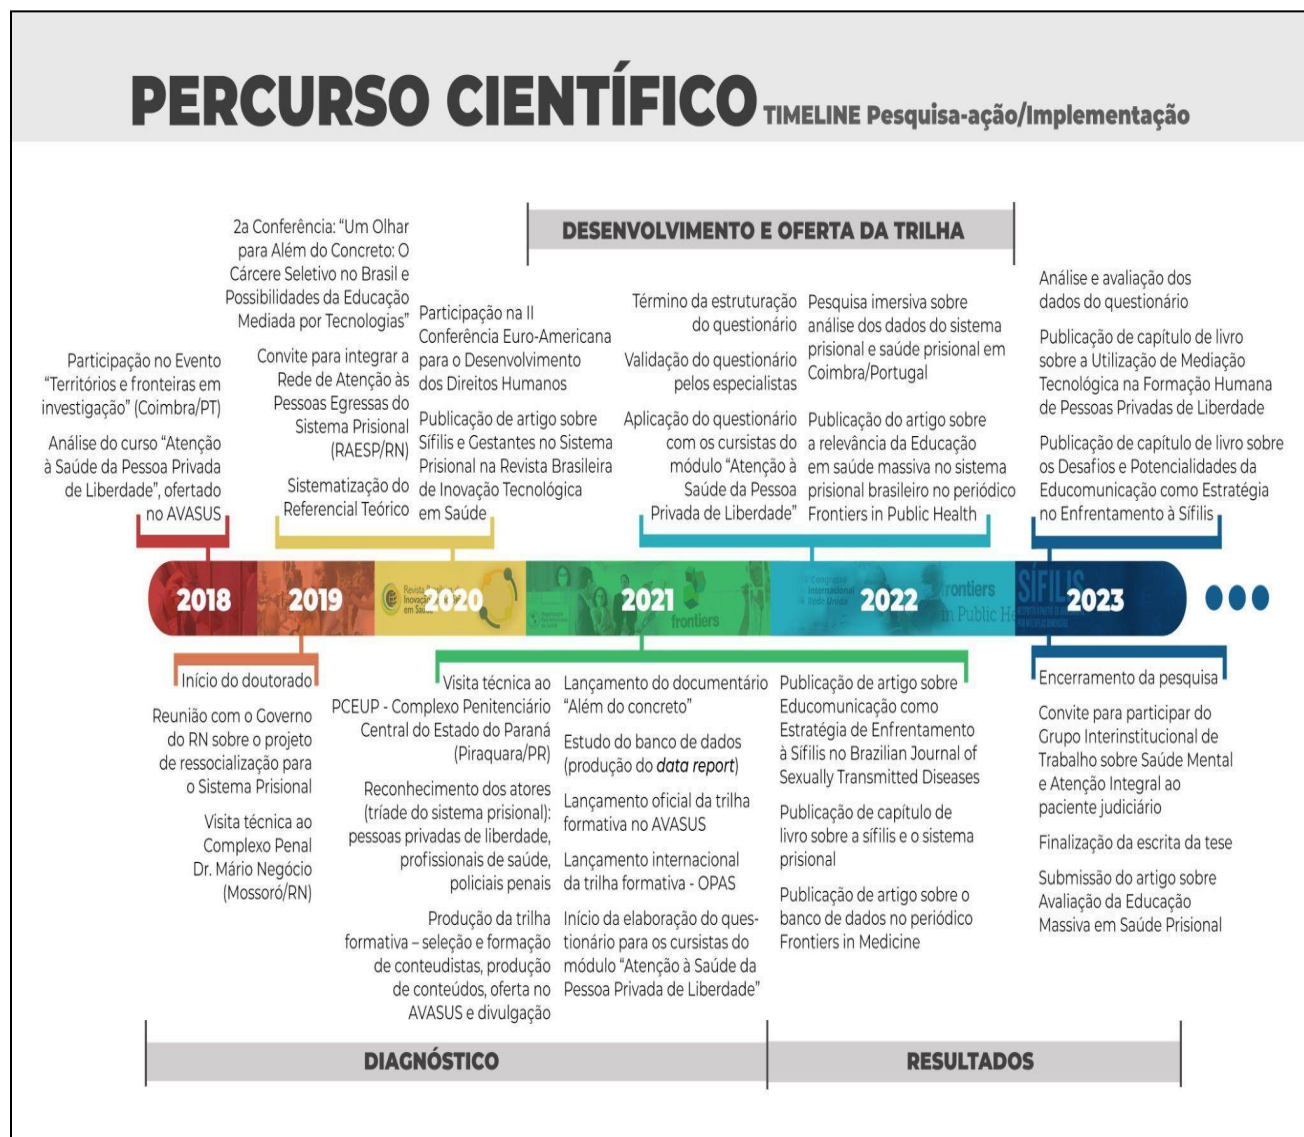 PERCURSO CIENTÍFICO TIMELINE Pesquisa-ação/Implementação
DESENVOLVIMENTO E OFERTA DA TRILHA
Participação no Evento
“Territórios e fronteiras em
investigação” (Coimbra/PT)
Análise do curso “Atenção
à Saúde da Pessoa Privada
de Liberdade”, ofertado
no AVASUS
2a Conferência: “Um Olhar
para Além do Concreto: O
Cárcere Seletivo no Brasil e
Possibilidades da Educação
Mediada por Tecnologias”
Convite para integrar a
Rede de Atenção às
Pessoas Egressas do
Sistema Prisional
(RAESP/RN)
Sistematização do
Referencial Teórico
Participação na II
Conferência Euro-Americana
para o Desenvolvimento
dos Direitos Humanos
Publicação de artigo sobre
Sífilis e Gestantes no Sistema
Prisional na Revista Brasileira
de Inovação Tecnológica
em Saúde
Término da estruturação
do questionário
Validação do questionário
pelos especialistas
Aplicação do questionário
com os cursistas do
módulo “Atenção à
Saúde da Pessoa
Privada de Liberdade”
Pesquisa imersiva sobre
análise dos dados do sistema
prisional e saúde prisional em
Coimbra/Portugal
Publicação do artigo sobre
a relevância da Educação
em saúde massiva no sistema
prisional brasileiro no periódico
Frontiers in Public Health
Análise e avaliação dos
dados do questionário
Publicação de capítulo de livro
sobre a Utilização de Mediação
Tecnológica na Formação Humana
de Pessoas Privadas de Liberdade
Publicação de capítulo de livro sobre
os Desafios e Potencialidades da
Educomunicação como Estratégia
no Enfrentamento à Sífilis
2018
2019
2020
2021
frontiers
2022
frontiers
in Public He
SÍFILIS
2023
Início do doutorado
Reunião com o Governo
do RN sobre o projeto
de ressocialização para
o Sistema Prisional
Visita técnica ao
Complexo Penal
Dr. Mário Negócio
(Mossoró/RN)
Visita técnica ao
PCEUP - Complexo Penitenciário
Central do Estado do Paraná
(Piraquara/PR)
Reconhecimento dos atores
(tríade do sistema prisional):
pessoas privadas de liberdade,
profissionais de saúde,
policiais penais
Produção da trilha
formativa – seleção e formação
de conteudistas, produção
de conteúdos, oferta no
AVASUS e divulgação
Lançamento do documentário
“Além do concreto”
Estudo do banco de dados
(produção do data report)
Lançamento oficial da trilha
formativa no AVASUS
Lançamento internacional
da trilha formativa - OPAS
Início da elaboração do ques-
tionário para os cursistas do
módulo “Atenção à Saúde da
Pessoa Privada de Liberdade”
Publicação de artigo sobre
Educomunicação como
Estratégia de Enfrentamento
à Sífilis no Brazilian Journal of
Sexually Transmitted Diseases
Publicação de capítulo de
livro sobre a sífilis e o sistema
prisional
Publicação de artigo sobre o
banco de dados no periódico
Frontiers in Medicine
Encerramento da pesquisa
Convite para participar do
Grupo Interinstitucional de
Trabalho sobre Saúde Mental
e Atenção Integral ao
paciente judiciário
Finalização da escrita da tese
Submissão do artigo sobre
Avaliação da Educação
Massiva em Saúde Prisional
DIAGNÓSTICO
RESULTADOS